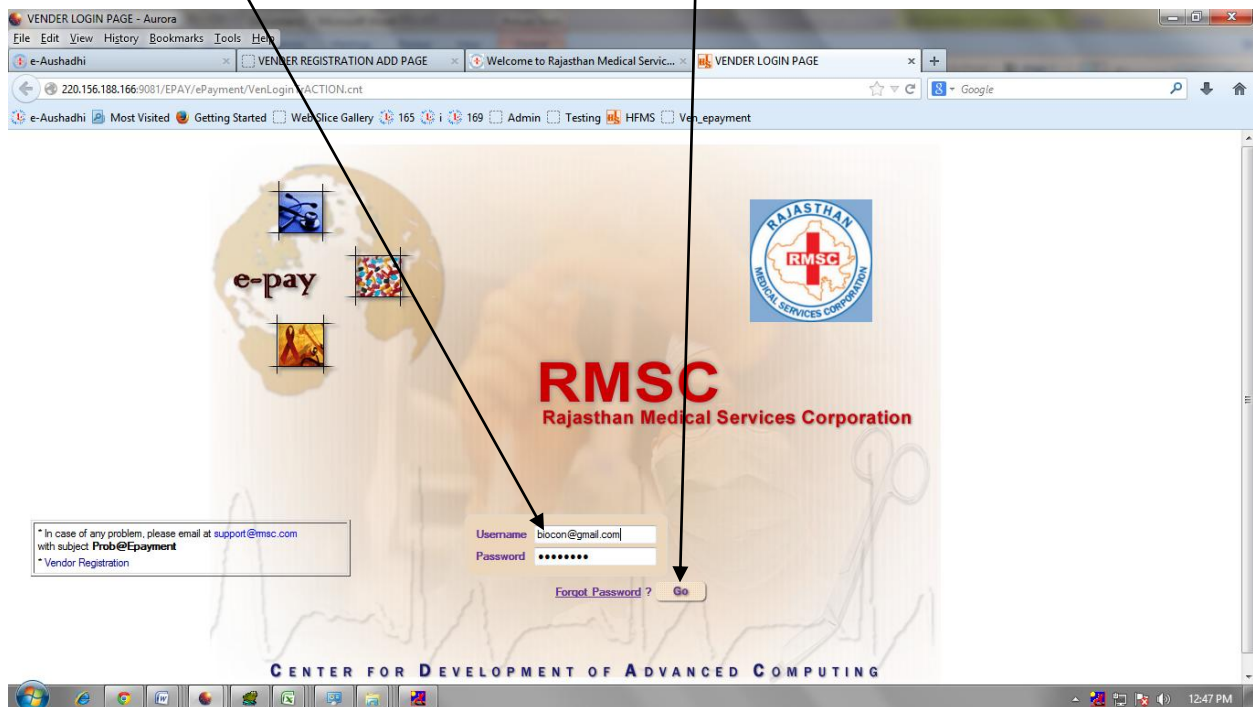 VENDER LOGIN PAGE - Aurora
File Edit View History Bookmarks Tools Help
e-Aushadhi VENDER REGISTRATION ADD PAGE Welcome to Rajasthan Medical Servic... VENDER LOGIN PAGE
220.156.188.166:9081/EPAY/ePayment/VenLoginTrACTION.cnt Google
e-Aushadhi Most Visited Getting Started Web Slice Gallery 165 i 169 Admin Testing HFMS Ven_epayment
RAJASTHAN
RMSC
MEDICAL SERVICES CORPORATION
e-pay
RMSC
Rajasthan Medical Services Corporation
* In case of any problem, please email at support@rmsc.com
with subject Prob@Epayment
* Vendor Registration
Username biocon@gmail.com
Password ••••••••
Forgot Password ? Go
CENTER FOR DEVELOPMENT OF ADVANCED COMPUTING
12:47 PM